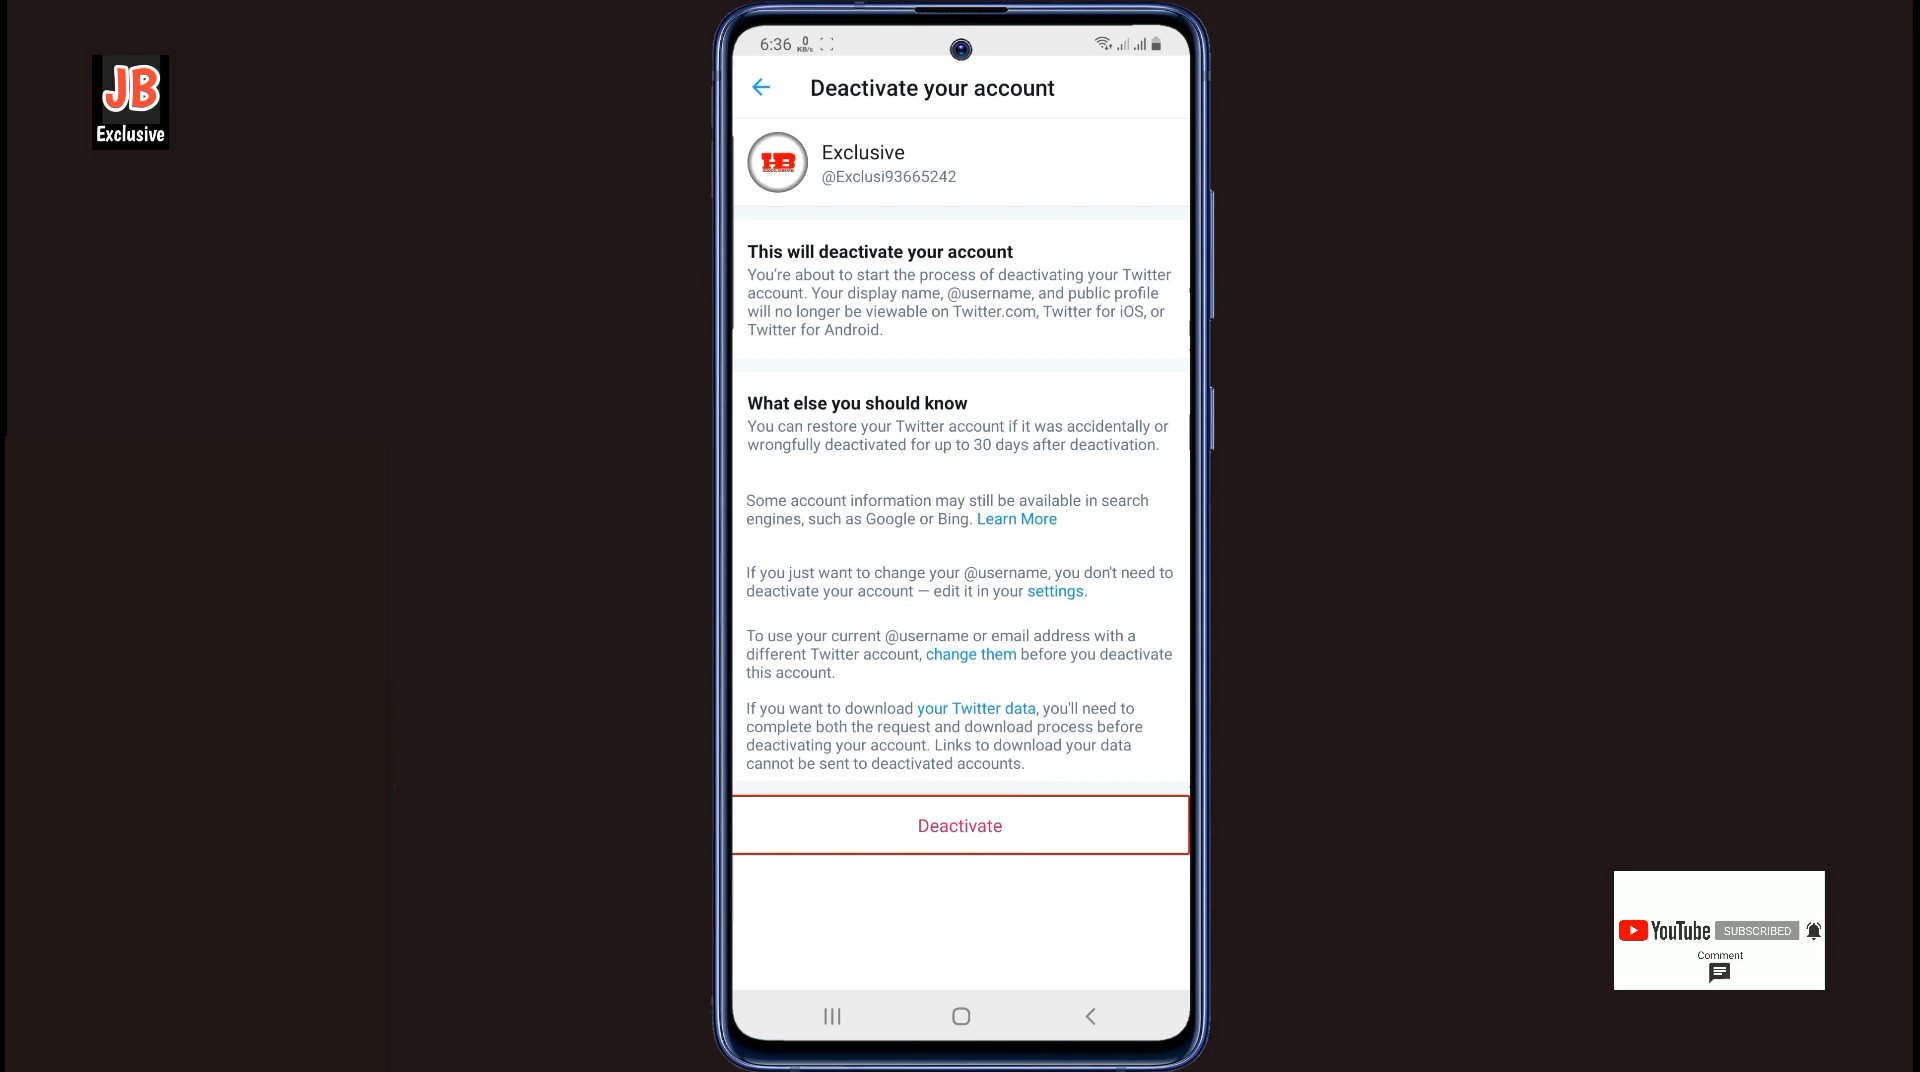 JB
Exclusive
6:36 0 KB/s
Deactivate your account
Exclusive
@Exclusi93665242
This will deactivate your account
You're about to start the process of deactivating your Twitter
account. Your display name, @username, and public profile
will no longer be viewable on Twitter.com, Twitter for iOS, or
Twitter for Android.
What else you should know
You can restore your Twitter account if it was accidentally or
wrongfully deactivated for up to 30 days after deactivation.
Some account information may still be available in search
engines, such as Google or Bing. Learn More
If you just want to change your @username, you don't need to
deactivate your account — edit it in your settings.
To use your current @username or email address with a
different Twitter account, change them before you deactivate
this account.
If you want to download your Twitter data, you'll need to
complete both the request and download process before
deactivating your account. Links to download your data
cannot be sent to deactivated accounts.
Deactivate
YouTube SUBSCRIBED
Comment